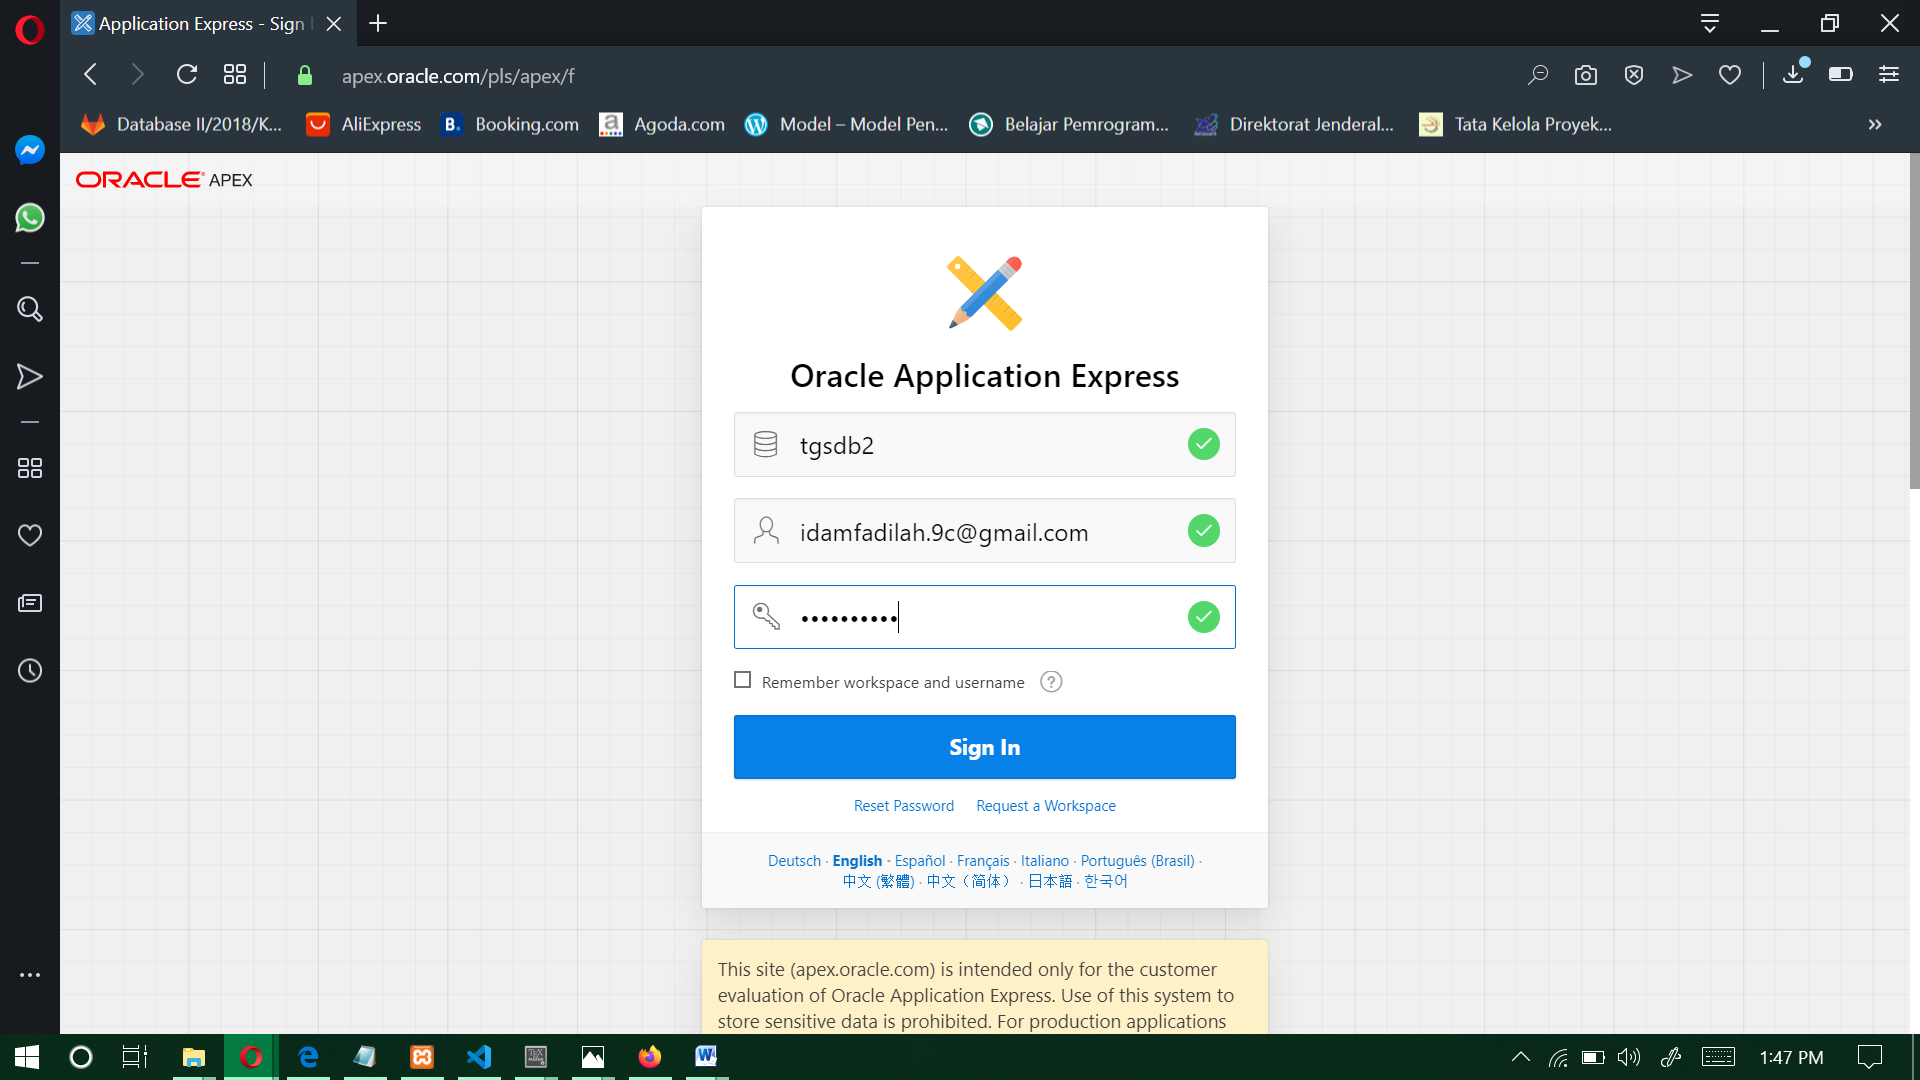 Application Express - Sign
apex.oracle.com/pls/apex/f
Database II/2018/K... AliExpress Booking.com Agoda.com Model – Model Pen... Belajar Pemrogram... Direktorat Jenderal... Tata Kelola Proyek...
ORACLE APEX
Oracle Application Express
tgsdb2
idamfadilah.9c@gmail.com
Remember workspace and username
Sign In
Reset Password Request a Workspace
Deutsch · English · Español · Français · Italiano · Português (Brasil) ·
中文 (繁體) · 中文（简体） · 日本語 · 한국어
This site (apex.oracle.com) is intended only for the customer
evaluation of Oracle Application Express. Use of this system to
store sensitive data is prohibited. For production applications
1:47 PM